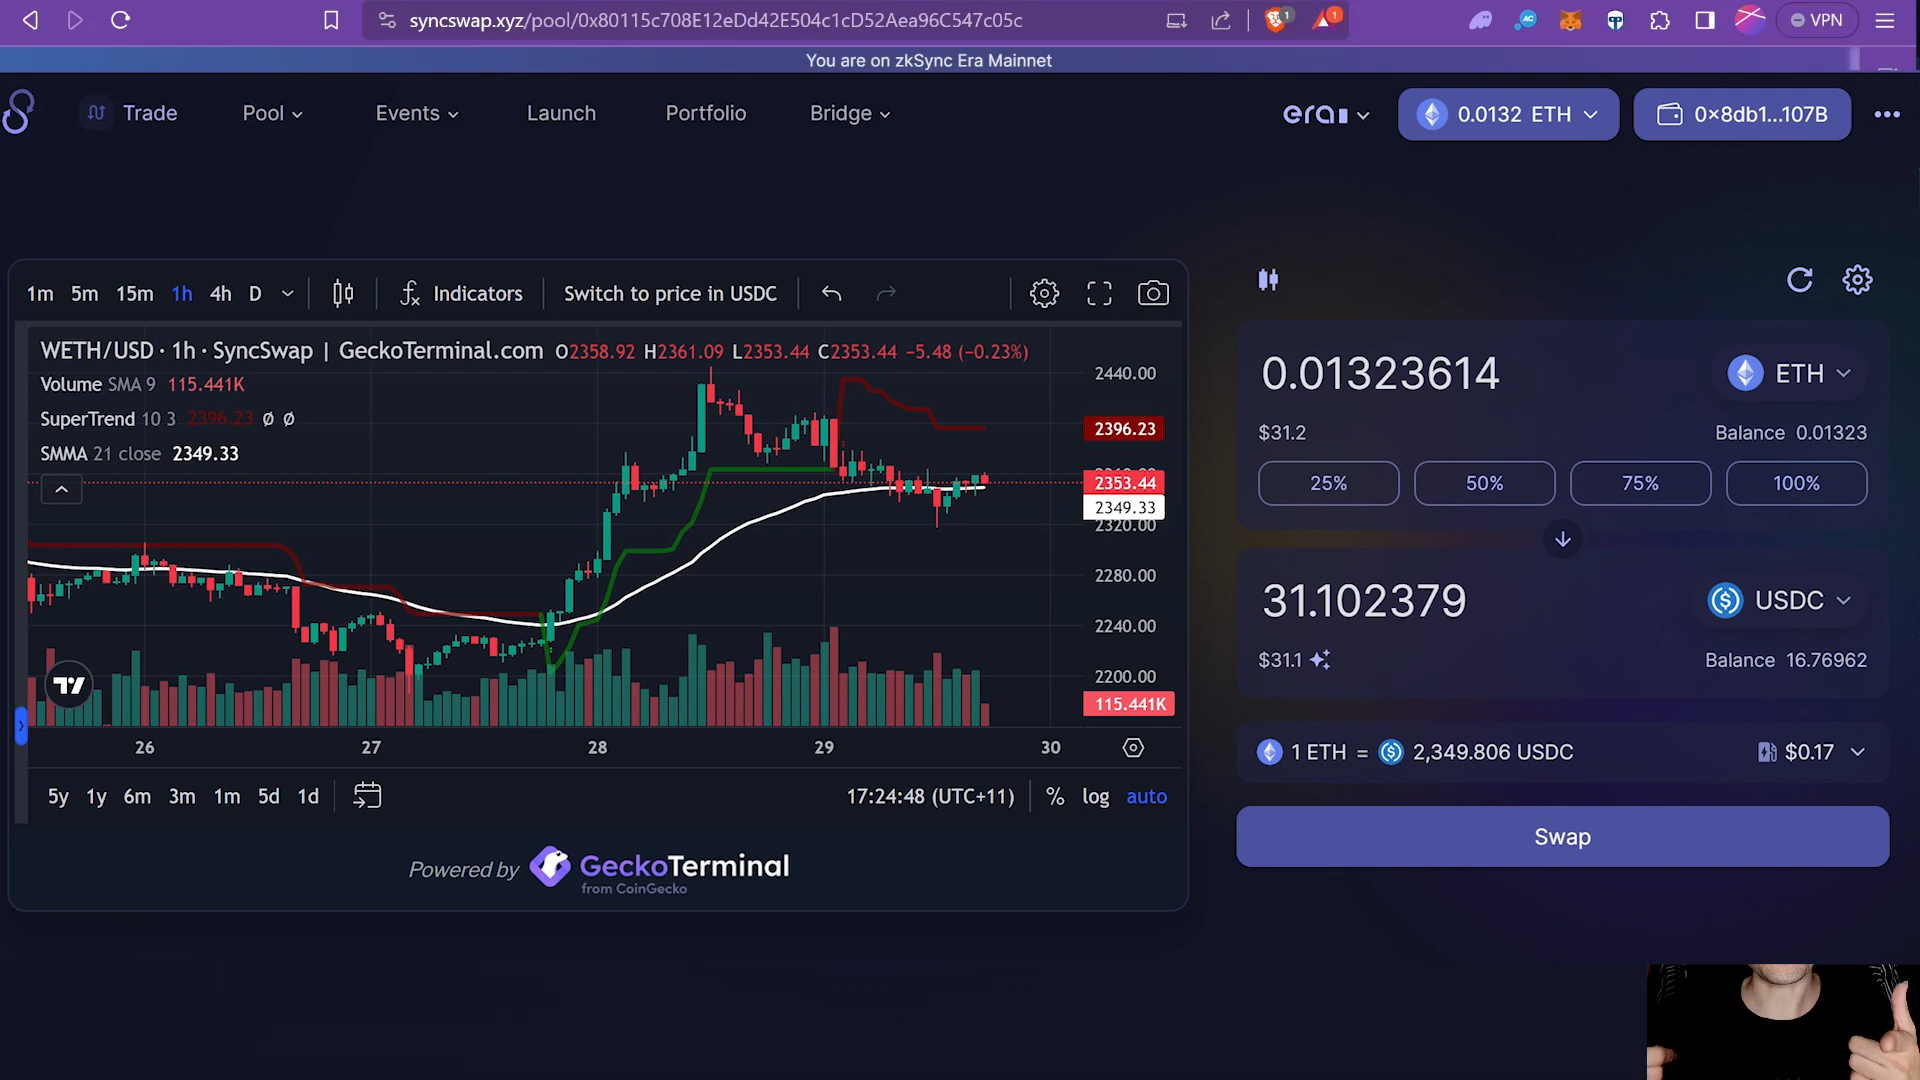 syncswap.xyz/pool/0x80115c708E12eDd42E504c1cD52Aea96C547c05c
1
1
AC
VPN
You are on zkSync Era Mainnet
Trade
Pool
Events
Launch
Portfolio
Bridge
era
0.0132 ETH
0×8db1...107B
1m 5m 15m 1h 4h D
Indicators
Switch to price in USDC
WETH/USD · 1h · SyncSwap | GeckoTerminal.com O2358.92 H2361.09 L2353.44 C2353.44 −5.48 (−0.23%)
Volume SMA 9 115.441K
SuperTrend 10 3 2396.23 ∅ ∅
SMMA 21 close 2349.33
2440.00
2396.23
2353.44
2349.33
2320.00
2280.00
2240.00
2200.00
115.441K
26 27 28 29 30
5y 1y 6m 3m 1m 5d 1d
17:24:48 (UTC+11)
% log auto
Powered by GeckoTerminal
from CoinGecko
0.01323614
ETH
$31.2
Balance 0.01323
25% 50% 75% 100%
31.102379
USDC
$31.1
Balance 16.76962
1 ETH = 2,349.806 USDC
$0.17
Swap